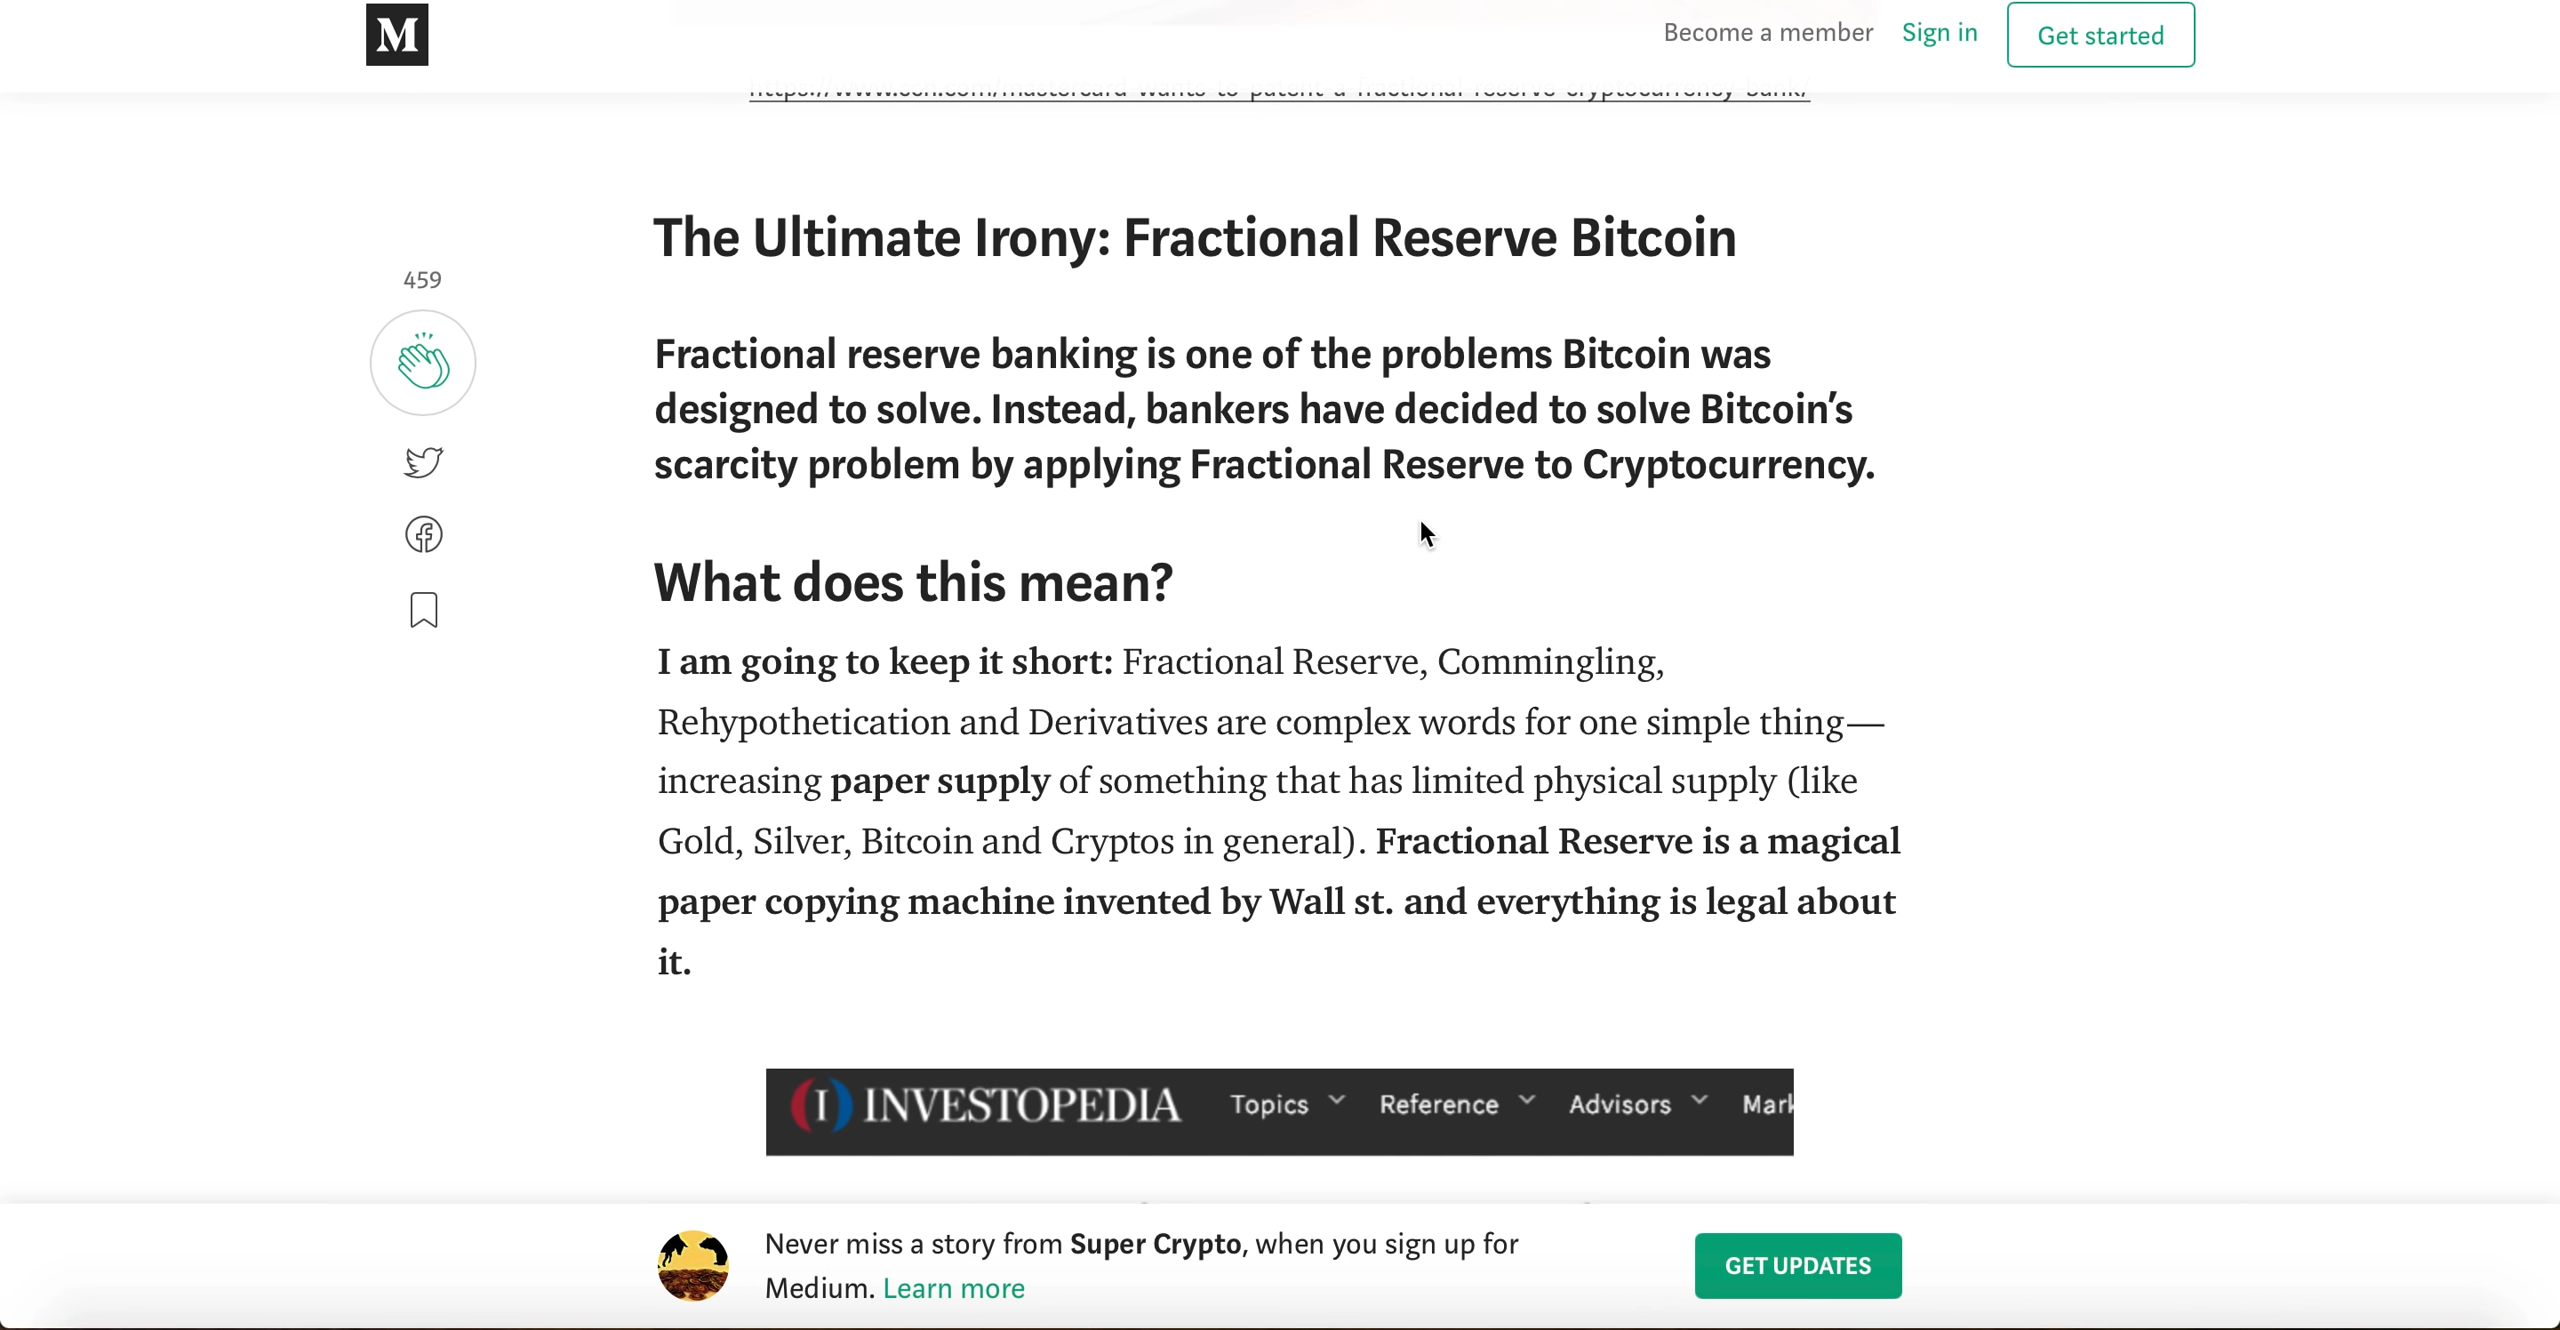 M
Become a member Sign in Get started
https://www.ccn.com/mastercard-wants-to-patent-a-fractional-reserve-cryptocurrency-bank/
The Ultimate Irony: Fractional Reserve Bitcoin
459
Fractional reserve banking is one of the problems Bitcoin was
designed to solve. Instead, bankers have decided to solve Bitcoin’s
scarcity problem by applying Fractional Reserve to Cryptocurrency.
What does this mean?
I am going to keep it short: Fractional Reserve, Commingling,
Rehypothetication and Derivatives are complex words for one simple thing—
increasing paper supply of something that has limited physical supply (like
Gold, Silver, Bitcoin and Cryptos in general). Fractional Reserve is a magical
paper copying machine invented by Wall st. and everything is legal about
it.
(I) INVESTOPEDIA Topics Reference Advisors Mark
Never miss a story from Super Crypto, when you sign up for
Medium. Learn more
GET UPDATES